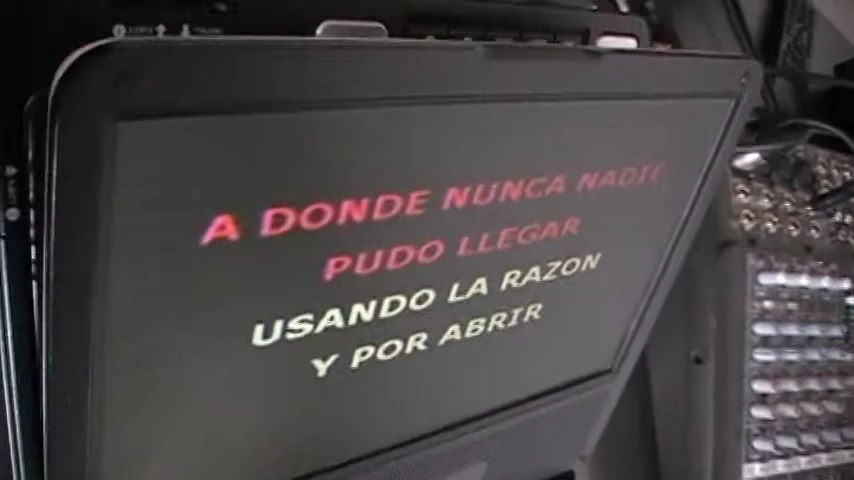 A DONDE NUNCA NADIE
PUDO LLEGAR
USANDO LA RAZON
Y POR ABRIR